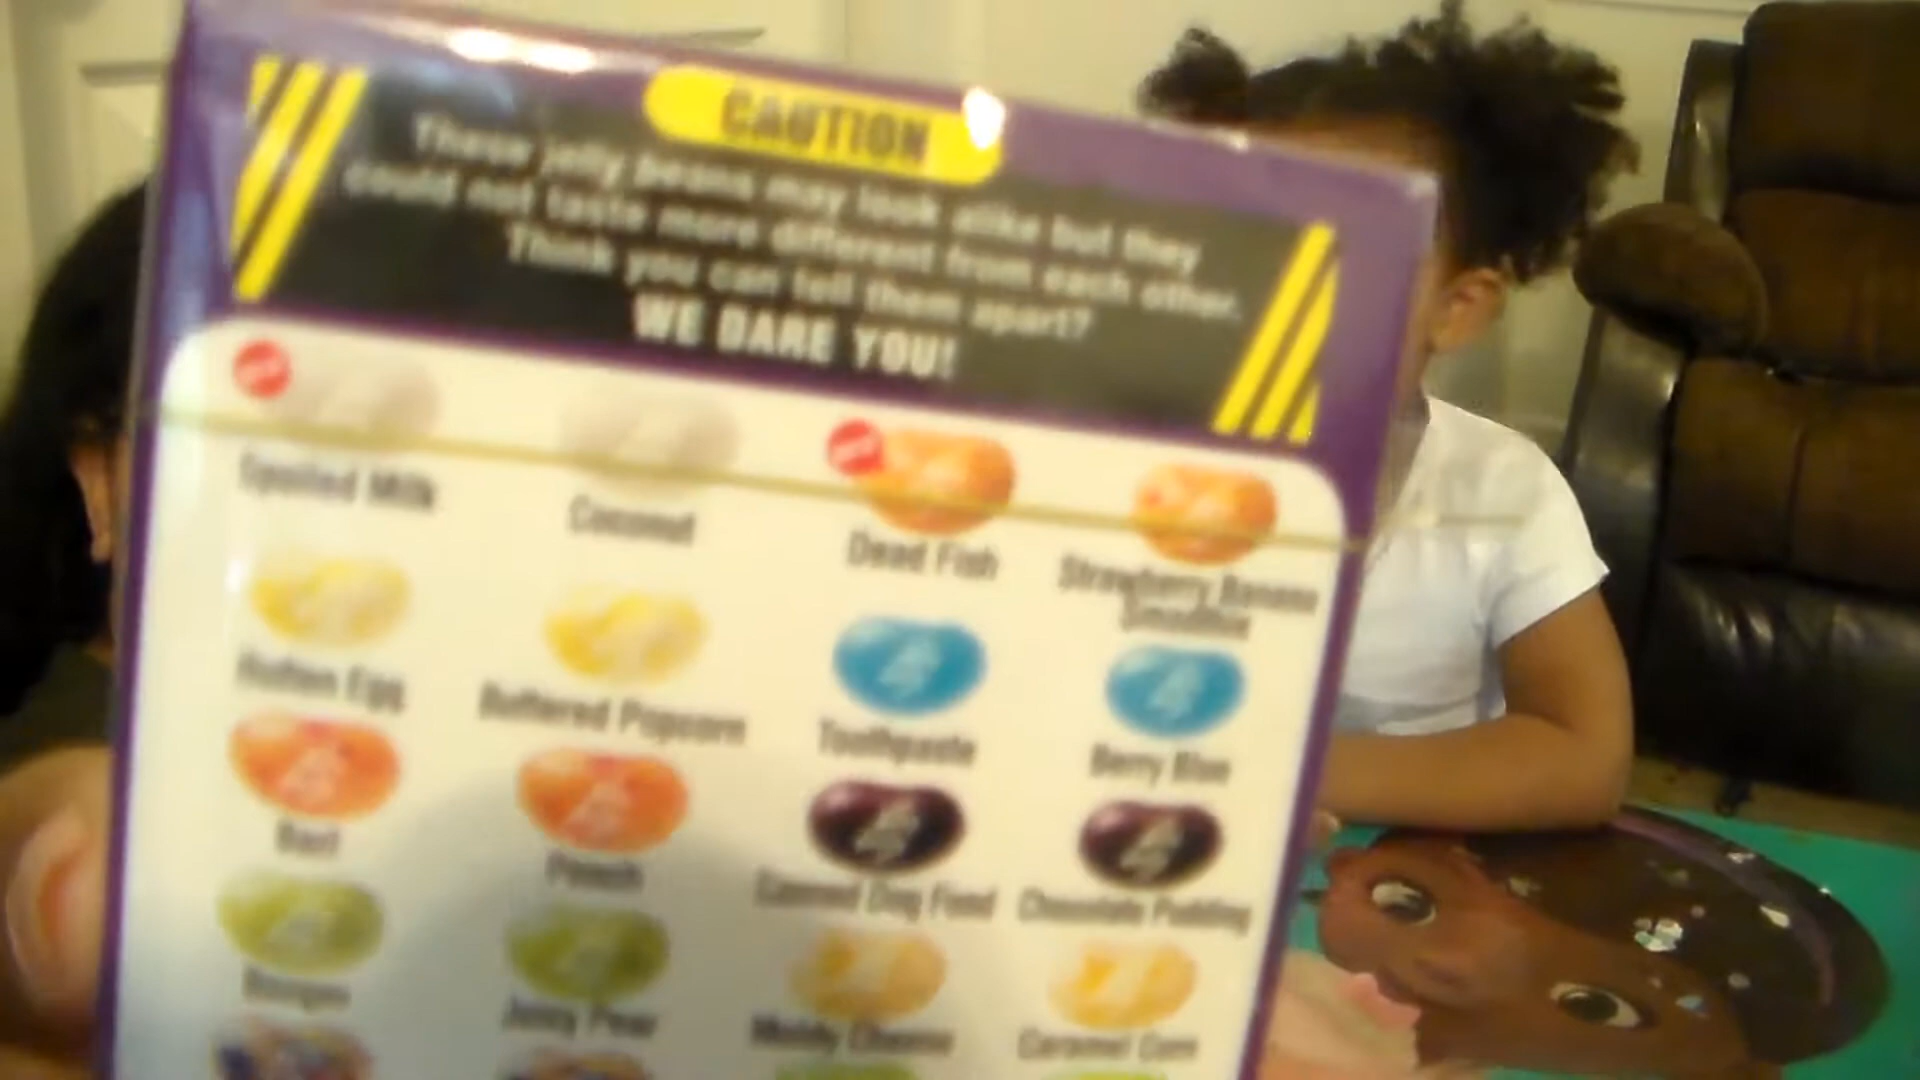 CAUTION
These jelly beans may look alike but they
could not taste more different from each other.
Think you can tell them apart?
WE DARE YOU!
Spoiled Milk
Coconut
Dead Fish
Strawberry Banana
Smoothie
Rotten Egg
Buttered Popcorn
Toothpaste
Berry Blue
Barf
Peach
Canned Dog Food
Chocolate Pudding
Booger
Juicy Pear
Moldy Cheese
Caramel Corn